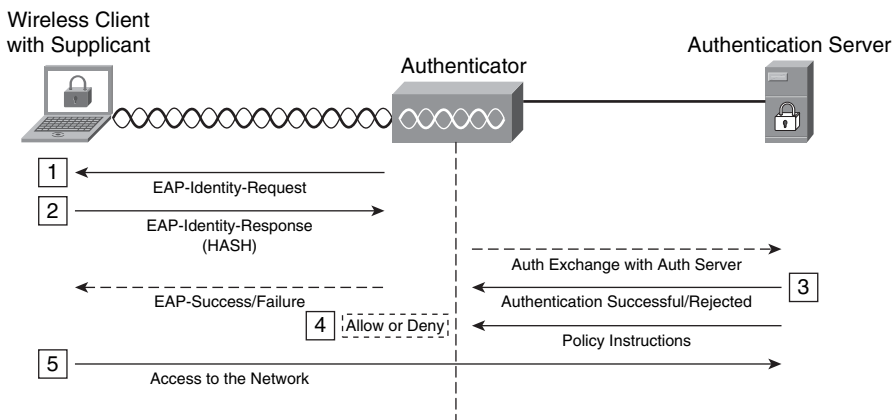 Wireless Client
with Supplicant
Authenticator
Authentication Server
1
EAP-Identity-Request
2
EAP-Identity-Response
(HASH)
Auth Exchange with Auth Server
3
EAP-Success/Failure
Authentication Successful/Rejected
4
Allow or Deny
Policy Instructions
5
Access to the Network